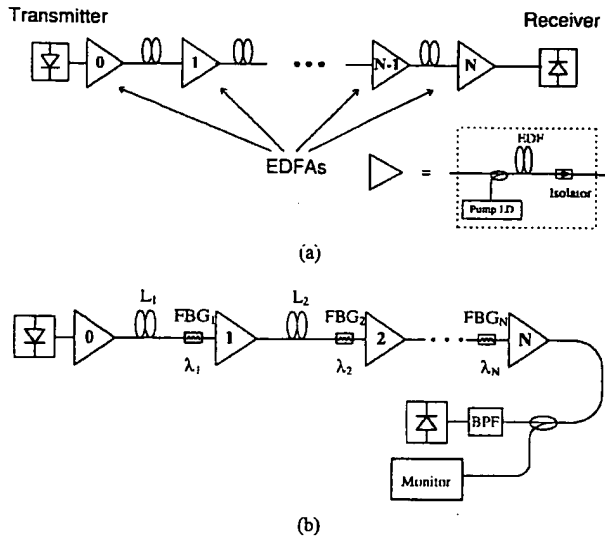 Transmitter
Receiver
0
1
N-1
N
EDFAs
=
EDF
Pump LD
Isolator
(a)
L1
FBG1
L2
FBG2
FBGN
0
1
2
N
λ1
λ2
λN
BPF
Monitor
(b)